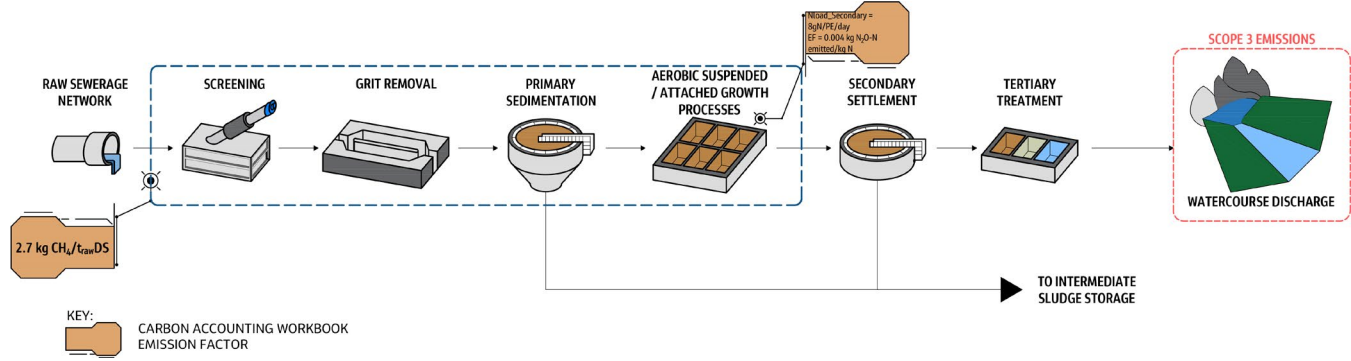 Nload_Secondary =
8gN/PE/day
EF = 0.004 kg N₂O-N
emitted/kg N
SCOPE 3 EMISSIONS
RAW SEWERAGE
NETWORK
SCREENING
GRIT REMOVAL
PRIMARY
SEDIMENTATION
AEROBIC SUSPENDED
/ ATTACHED GROWTH
PROCESSES
SECONDARY
SETTLEMENT
TERTIARY
TREATMENT
WATERCOURSE DISCHARGE
2.7 kg CH₄/t_rawDS
TO INTERMEDIATE
SLUDGE STORAGE
KEY:
CARBON ACCOUNTING WORKBOOK
EMISSION FACTOR